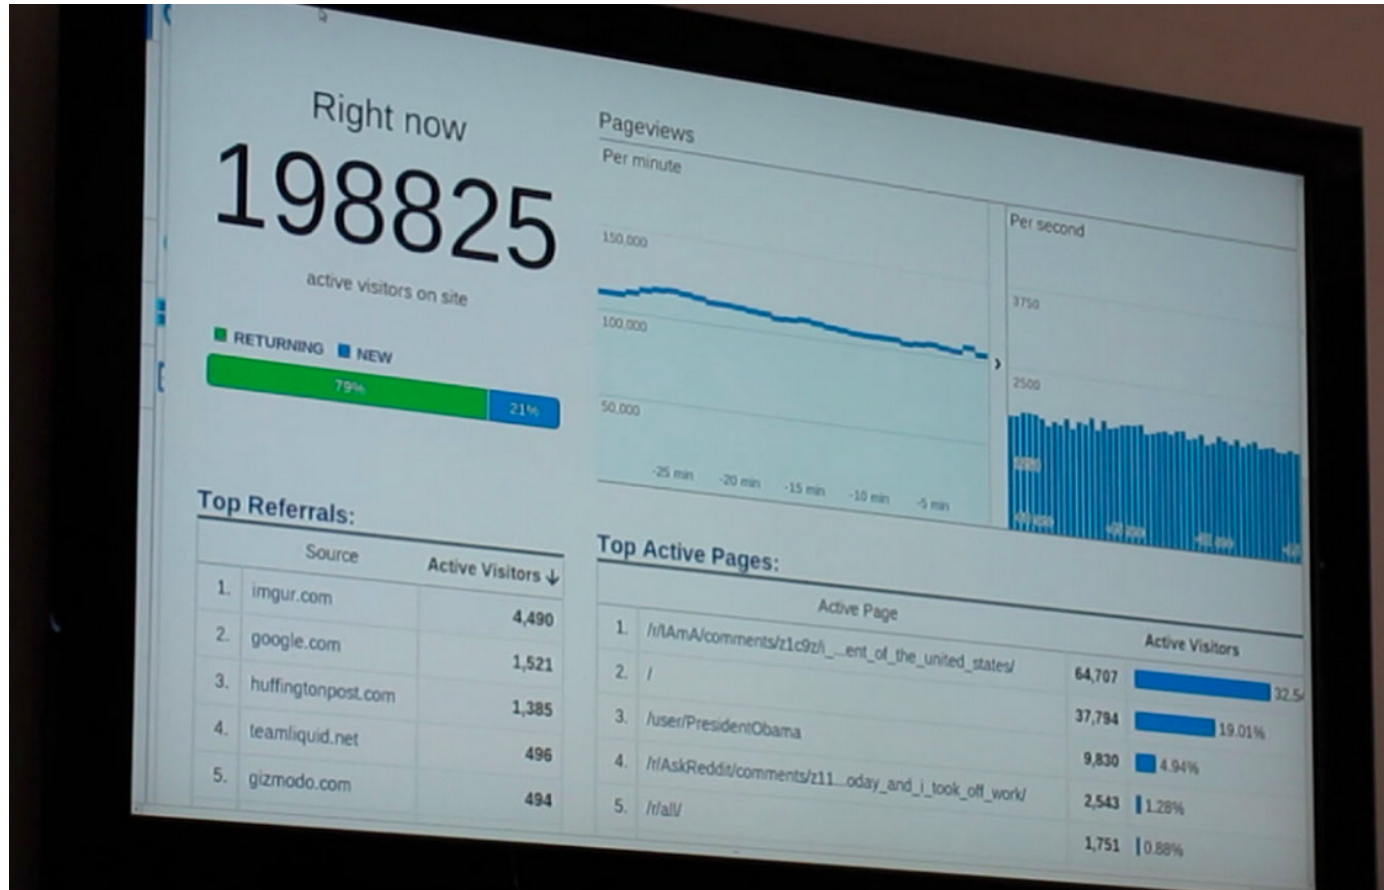 Right now
198825
active visitors on site
RETURNING NEW
79% 21%
Pageviews
Per minute
150,000
100,000
50,000
-25 min -20 min -15 min -10 min -5 min
Per second
3750
2500
Top Referrals:
Source Active Visitors ↓
1. imgur.com 4,490
2. google.com 1,521
3. huffingtonpost.com 1,385
4. teamliquid.net 496
5. gizmodo.com 494
Top Active Pages:
Active Page Active Visitors
1. /r/IAmA/comments/z1c9z/i_...ent_of_the_united_states/ 64,707
2. / 37,794 19.01%
3. /user/PresidentObama 9,830 4.94%
4. /r/AskReddit/comments/z11...oday_and_i_took_off_work/ 2,543 1.28%
5. /r/all/ 1,751 0.88%